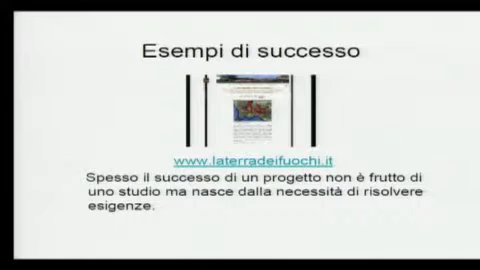 Esempi di successo
www.laterradeifuochi.it
Spesso il successo di un progetto non è frutto di
uno studio ma nasce dalla necessità di risolvere
esigenze.